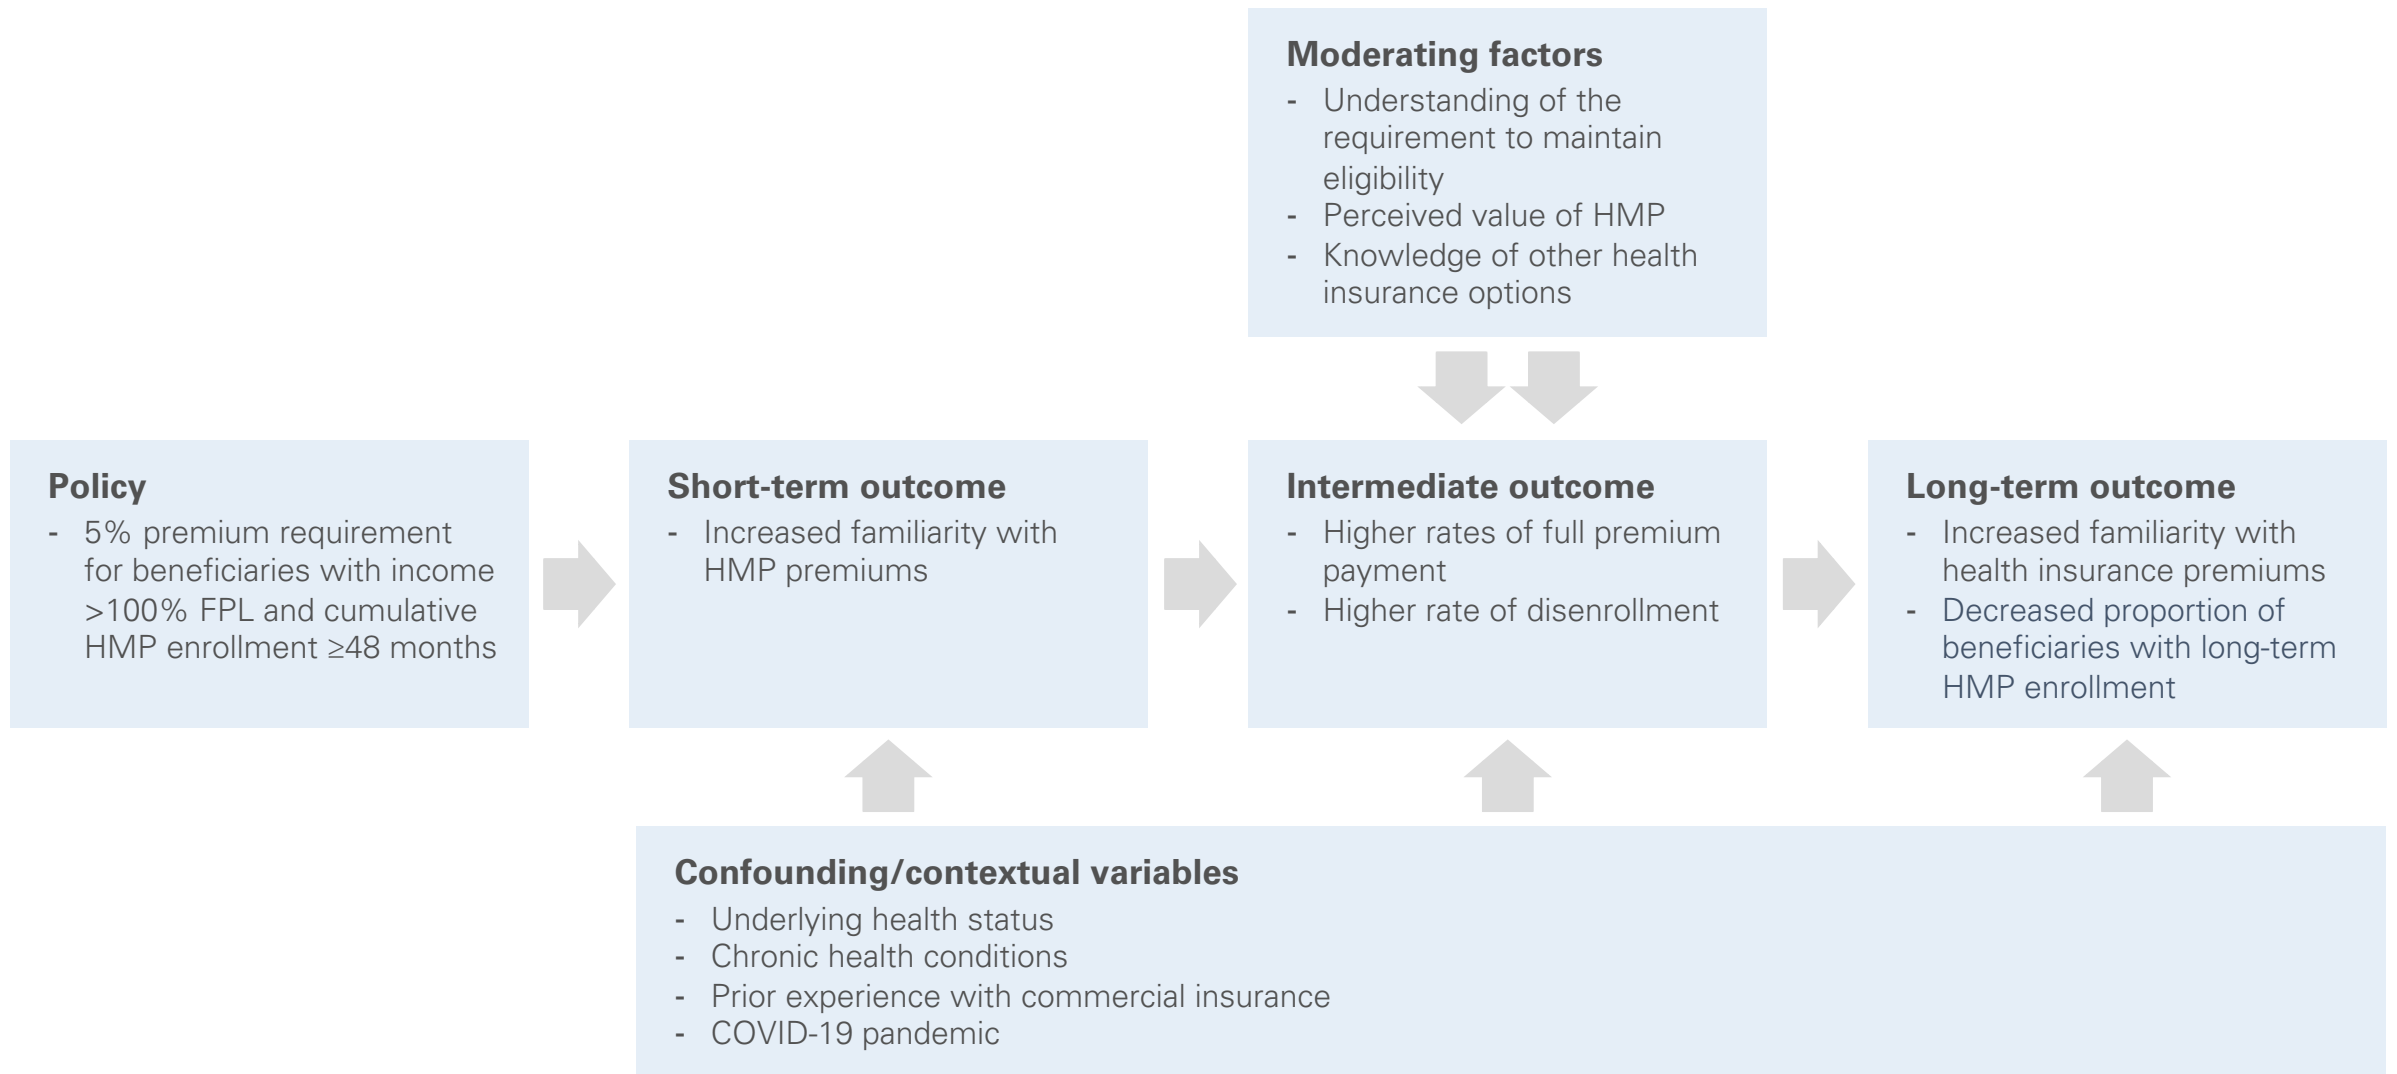 Moderating factors
- Understanding of the
requirement to maintain
eligibility
- Perceived value of HMP
- Knowledge of other health
insurance options
Policy
- 5% premium requirement
for beneficiaries with income
>100% FPL and cumulative
HMP enrollment ≥48 months
Short-term outcome
- Increased familiarity with
HMP premiums
Intermediate outcome
- Higher rates of full premium
payment
- Higher rate of disenrollment
Long-term outcome
- Increased familiarity with
health insurance premiums
- Decreased proportion of
beneficiaries with long-term
HMP enrollment
Confounding/contextual variables
- Underlying health status
- Chronic health conditions
- Prior experience with commercial insurance
- COVID-19 pandemic